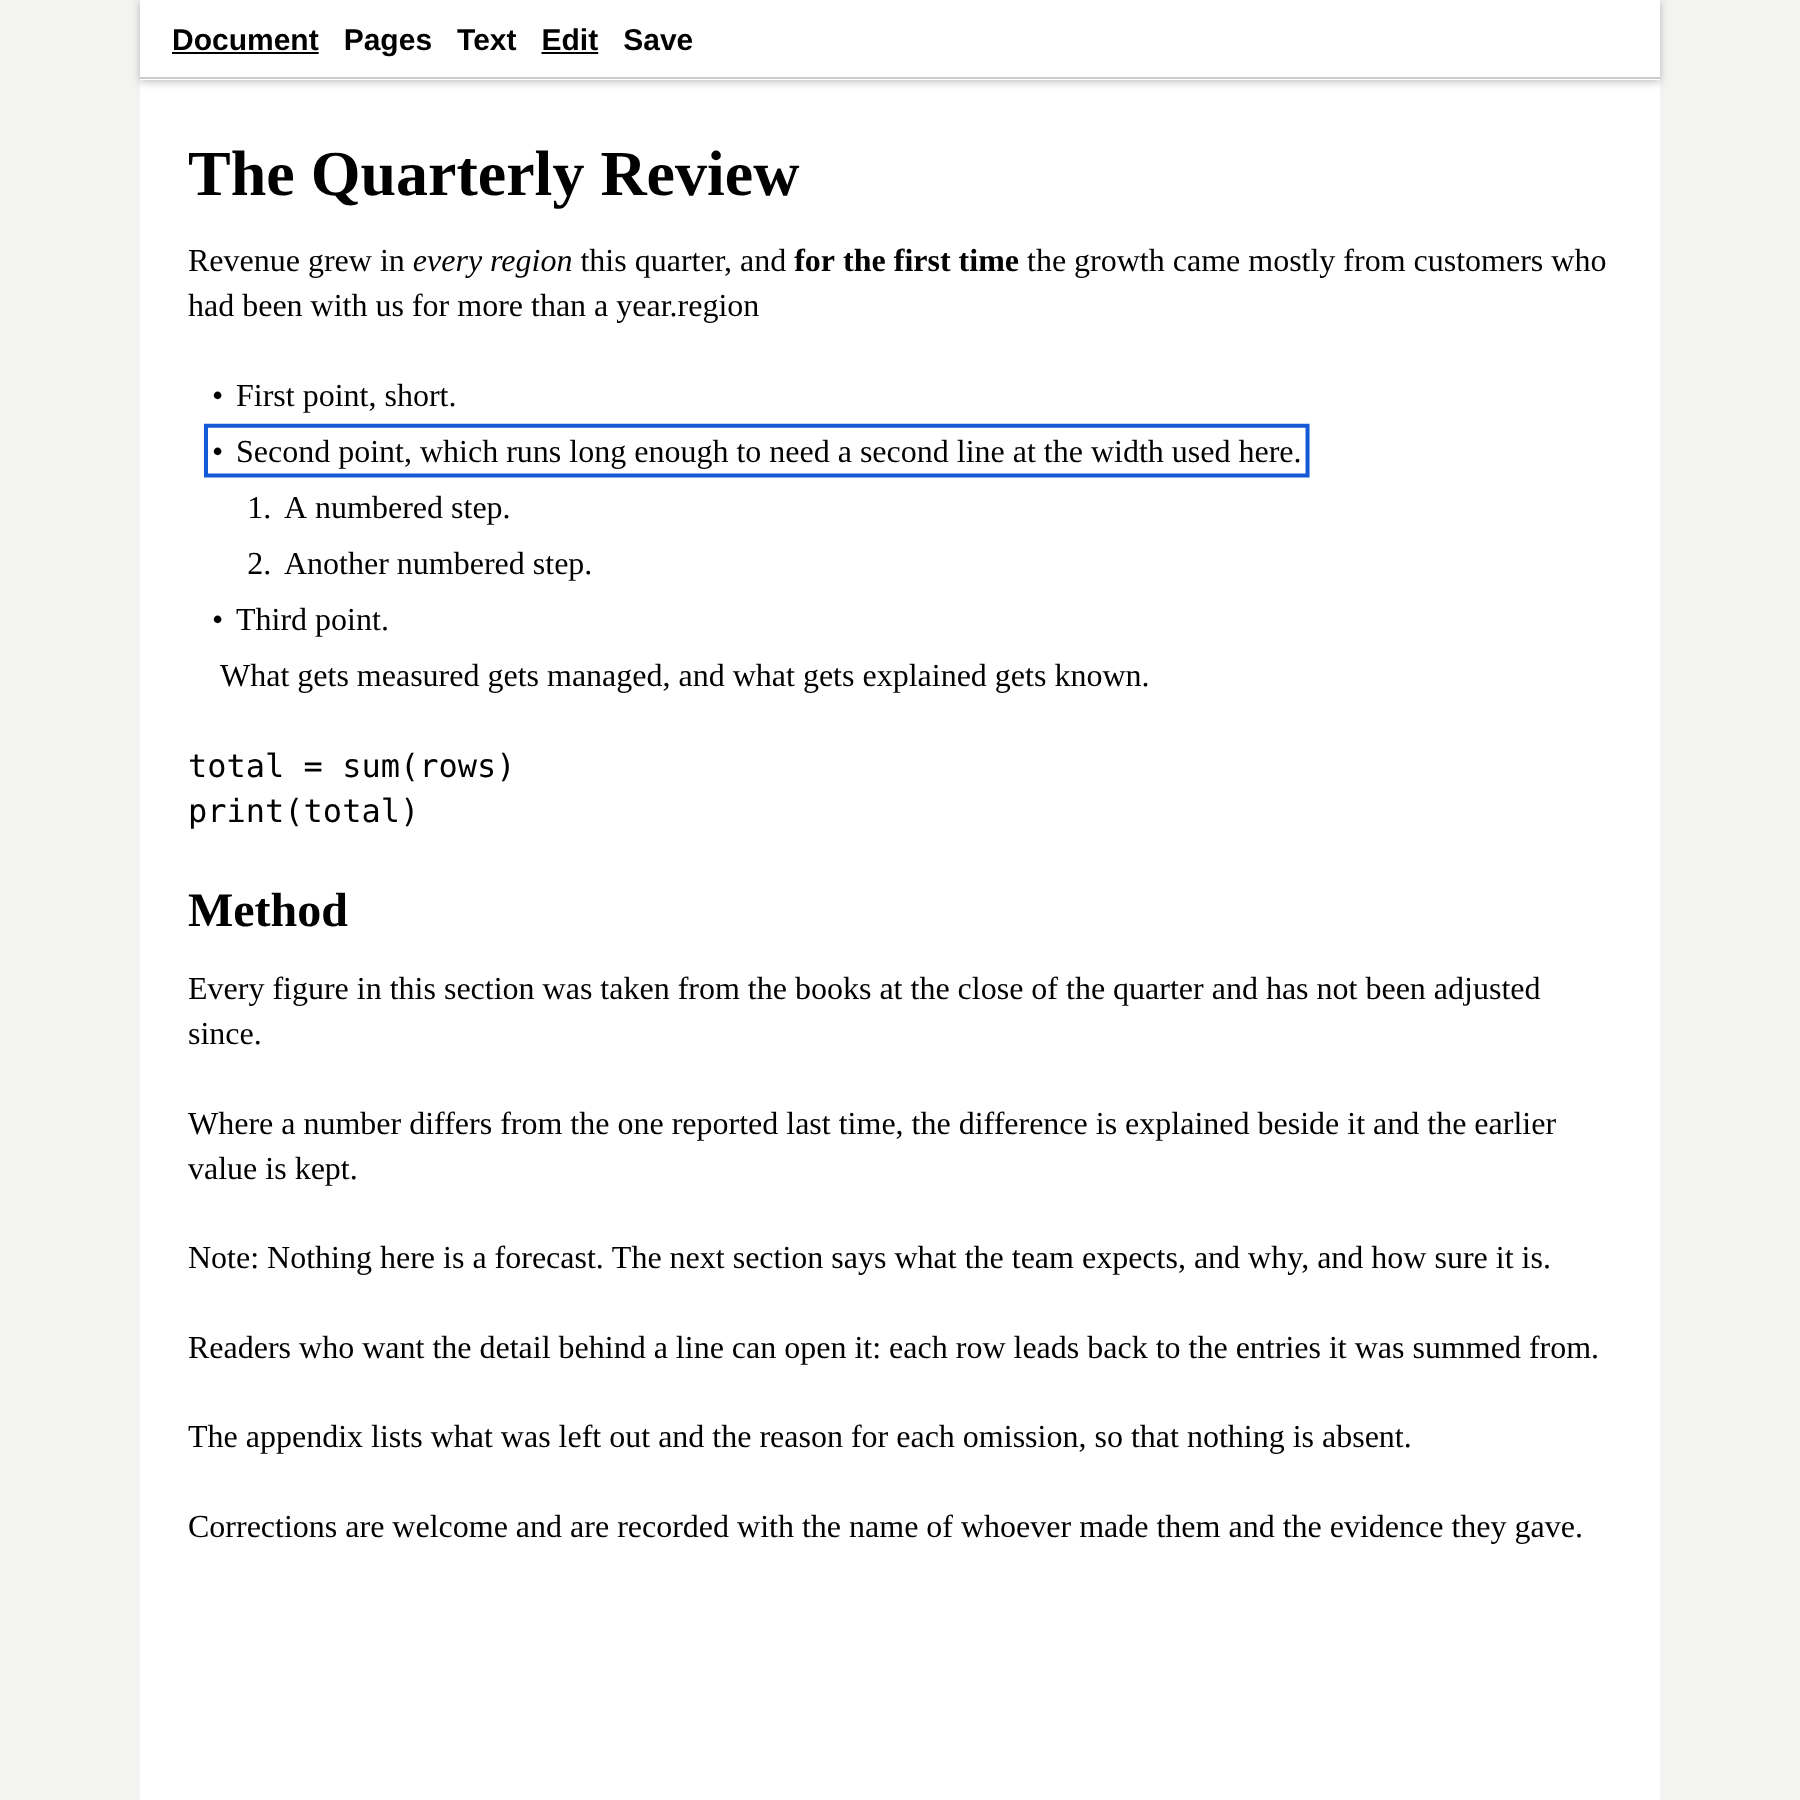 Document Pages Text Edit Save
The Quarterly Review
Revenue grew in every region this quarter, and for the first time the growth came mostly from customers who
had been with us for more than a year.region
• First point, short.
• Second point, which runs long enough to need a second line at the width used here.
1. A numbered step.
2. Another numbered step.
• Third point.
What gets measured gets managed, and what gets explained gets known.
total = sum(rows)
print(total)
Method
Every figure in this section was taken from the books at the close of the quarter and has not been adjusted
since.
Where a number differs from the one reported last time, the difference is explained beside it and the earlier
value is kept.
Note: Nothing here is a forecast. The next section says what the team expects, and why, and how sure it is.
Readers who want the detail behind a line can open it: each row leads back to the entries it was summed from.
The appendix lists what was left out and the reason for each omission, so that nothing is absent.
Corrections are welcome and are recorded with the name of whoever made them and the evidence they gave.